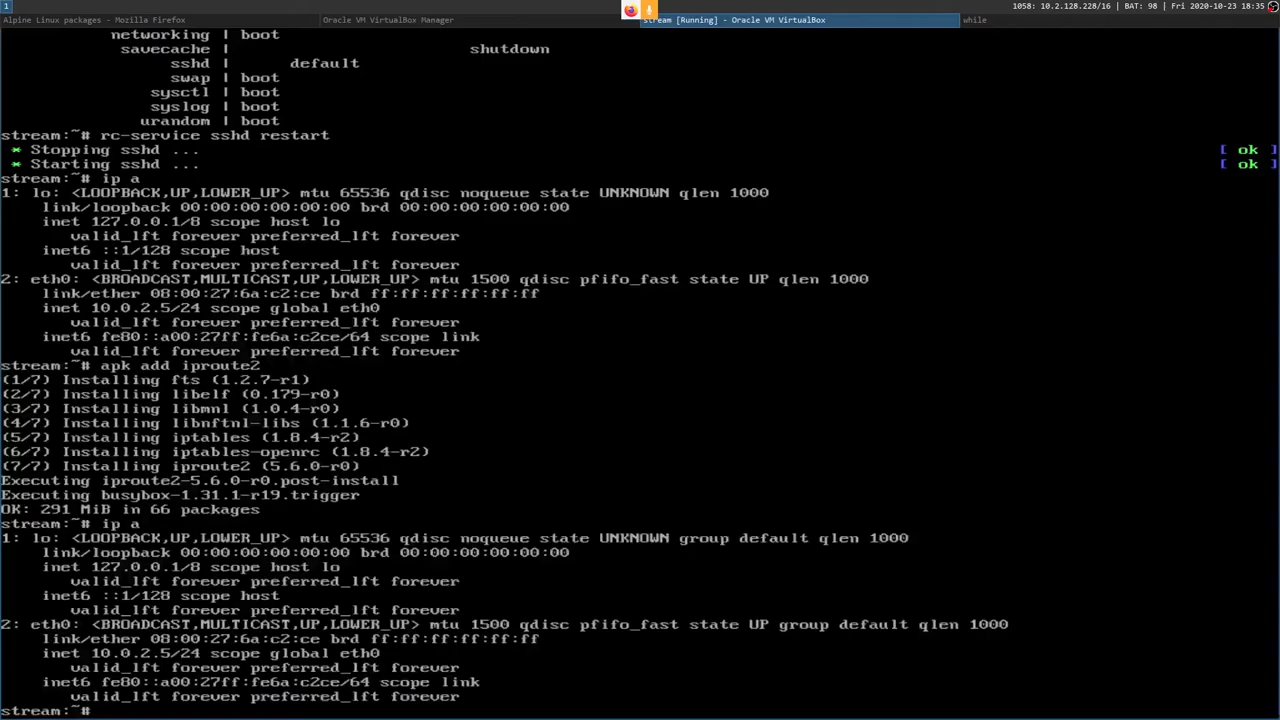 1
1058: 10.2.128.228/16 | BAT: 98 | Fri 2020-10-23 18:35
Alpine Linux packages - Mozilla Firefox
Oracle VM VirtualBox Manager
stream [Running] - Oracle VM VirtualBox
while
networking | boot
savecache | shutdown
sshd | default
swap | boot
sysctl | boot
syslog | boot
urandom | boot
stream:~# rc-service sshd restart
* Stopping sshd ... [ ok ]
* Starting sshd ... [ ok ]
stream:~# ip a
1: lo: <LOOPBACK,UP,LOWER_UP> mtu 65536 qdisc noqueue state UNKNOWN qlen 1000
link/loopback 00:00:00:00:00:00 brd 00:00:00:00:00:00
inet 127.0.0.1/8 scope host lo
valid_lft forever preferred_lft forever
inet6 ::1/128 scope host
valid_lft forever preferred_lft forever
2: eth0: <BROADCAST,MULTICAST,UP,LOWER_UP> mtu 1500 qdisc pfifo_fast state UP qlen 1000
link/ether 08:00:27:6a:c2:ce brd ff:ff:ff:ff:ff:ff
inet 10.0.2.5/24 scope global eth0
valid_lft forever preferred_lft forever
inet6 fe80::a00:27ff:fe6a:c2ce/64 scope link
valid_lft forever preferred_lft forever
stream:~# apk add iproute2
(1/7) Installing fts (1.2.7-r1)
(2/7) Installing libelf (0.179-r0)
(3/7) Installing libmnl (1.0.4-r0)
(4/7) Installing libnftnl-libs (1.1.6-r0)
(5/7) Installing iptables (1.8.4-r2)
(6/7) Installing iptables-openrc (1.8.4-r2)
(7/7) Installing iproute2 (5.6.0-r0)
Executing iproute2-5.6.0-r0.post-install
Executing busybox-1.31.1-r19.trigger
OK: 291 MiB in 66 packages
stream:~# ip a
1: lo: <LOOPBACK,UP,LOWER_UP> mtu 65536 qdisc noqueue state UNKNOWN group default qlen 1000
link/loopback 00:00:00:00:00:00 brd 00:00:00:00:00:00
inet 127.0.0.1/8 scope host lo
valid_lft forever preferred_lft forever
inet6 ::1/128 scope host
valid_lft forever preferred_lft forever
2: eth0: <BROADCAST,MULTICAST,UP,LOWER_UP> mtu 1500 qdisc pfifo_fast state UP group default qlen 1000
link/ether 08:00:27:6a:c2:ce brd ff:ff:ff:ff:ff:ff
inet 10.0.2.5/24 scope global eth0
valid_lft forever preferred_lft forever
inet6 fe80::a00:27ff:fe6a:c2ce/64 scope link
valid_lft forever preferred_lft forever
stream:~#